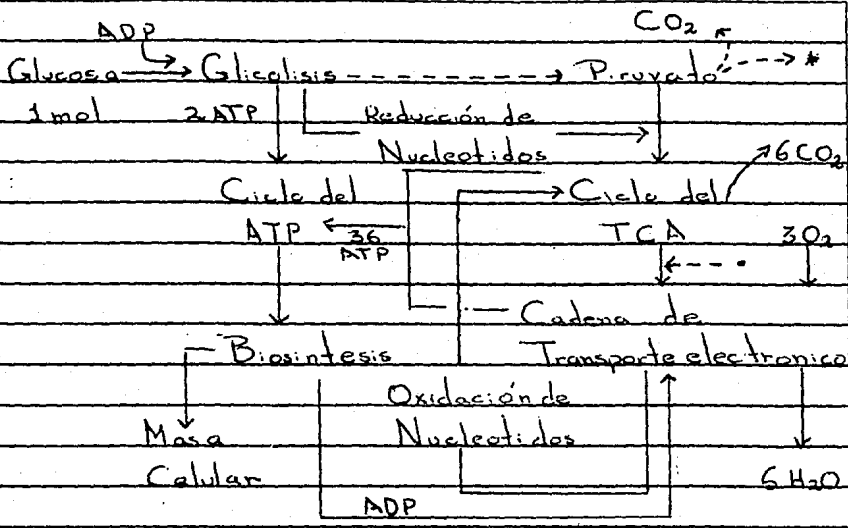 CO2
ADP
Glucosa Glicolisis Piruvato *
1 mol 2 ATP Reducción de
Nucleotidos 6CO2
Ciclo del Ciclo del
ATP 36 TCA 3O2
ATP
Cadena de
Biosintesis Transporte electronico
Oxidación de
Masa Nucleotidos
Celular 6 H2O
ADP